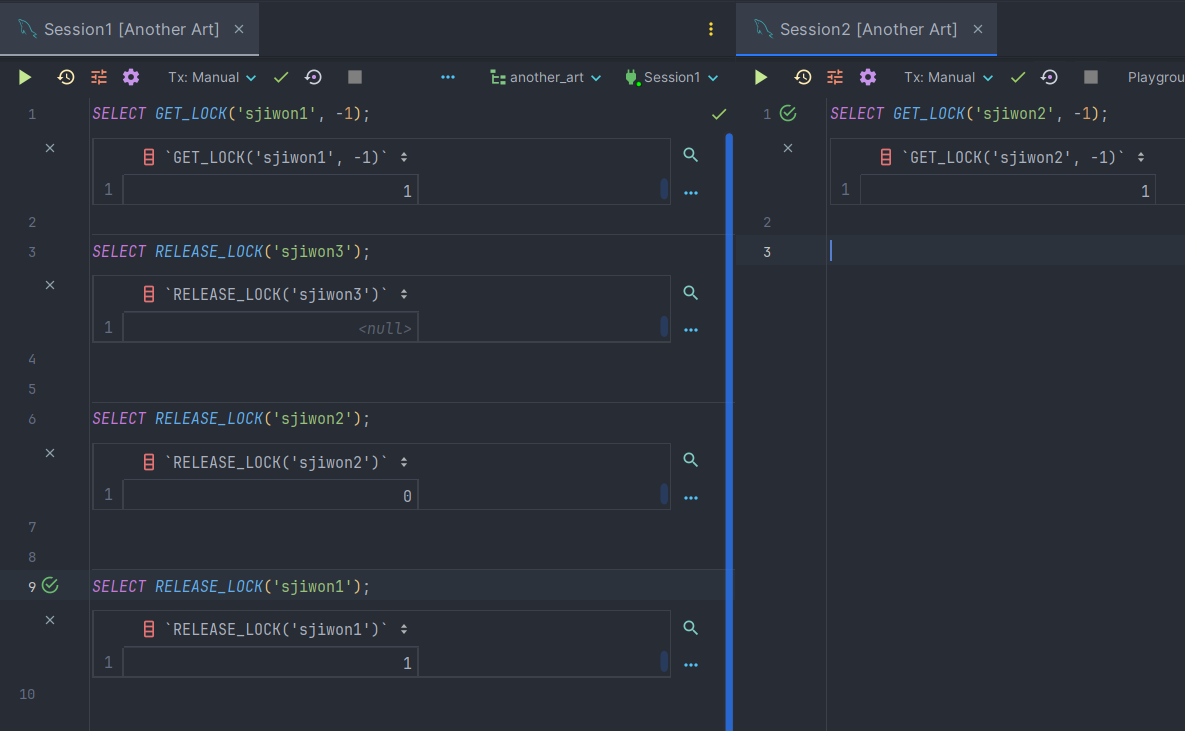 Session1 [Another Art]
Tx: Manual
another_art
Session1
1 SELECT GET_LOCK('sjiwon1', -1);
`GET_LOCK('sjiwon1', -1)`
1 1
2
3 SELECT RELEASE_LOCK('sjiwon3');
`RELEASE_LOCK('sjiwon3')`
1 <null>
4
5
6 SELECT RELEASE_LOCK('sjiwon2');
`RELEASE_LOCK('sjiwon2')`
1 0
7
8
9 SELECT RELEASE_LOCK('sjiwon1');
`RELEASE_LOCK('sjiwon1')`
1 1
10
Session2 [Another Art]
Tx: Manual
Playgrou
1 SELECT GET_LOCK('sjiwon2', -1);
`GET_LOCK('sjiwon2', -1)`
1 1
2
3